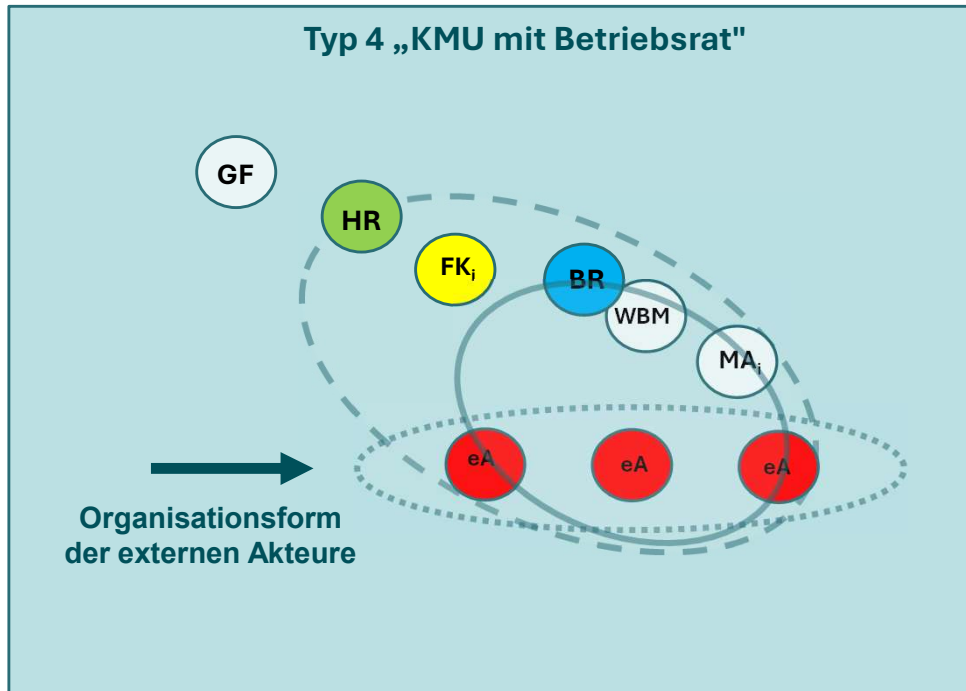 Typ 4 „KMU mit Betriebsrat"
GF
HR
FKi
BR
WBM
MAi
eA
eA
eA
Organisationsform
der externen Akteure